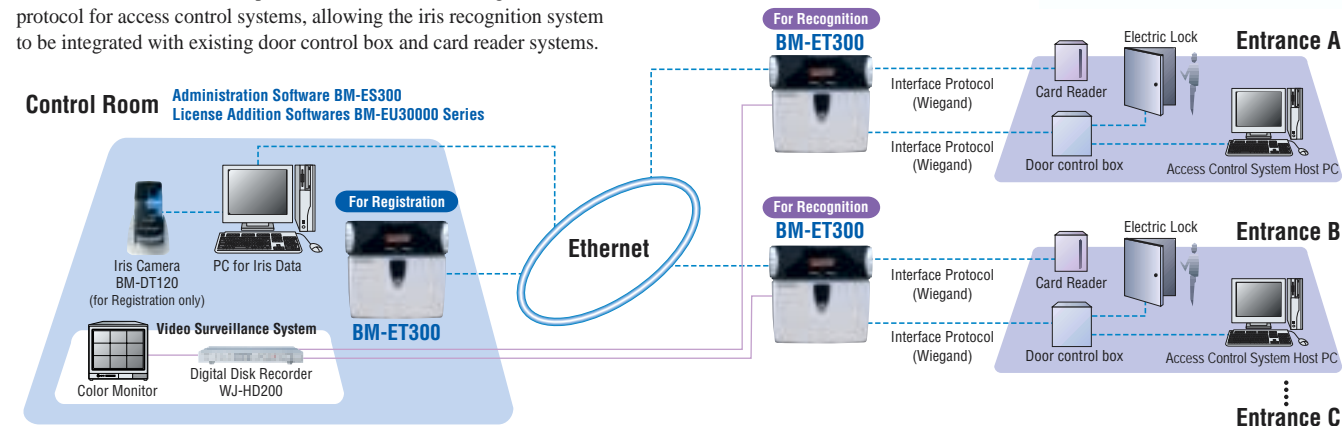 protocol for access control systems, allowing the iris recognition system
to be integrated with existing door control box and card reader systems.
Control Room
Administration Software BM-ES300
License Addition Softwares BM-EU30000 Series
Iris Camera
BM-DT120
(for Registration only)
PC for Iris Data
For Registration
BM-ET300
Video Surveillance System
Color Monitor
Digital Disk Recorder
WJ-HD200
Ethernet
For Recognition
BM-ET300
Interface Protocol
(Wiegand)
Interface Protocol
(Wiegand)
Card Reader
Electric Lock
Entrance A
Door control box
Access Control System Host PC
For Recognition
BM-ET300
Interface Protocol
(Wiegand)
Interface Protocol
(Wiegand)
Card Reader
Electric Lock
Entrance B
Door control box
Access Control System Host PC
Entrance C